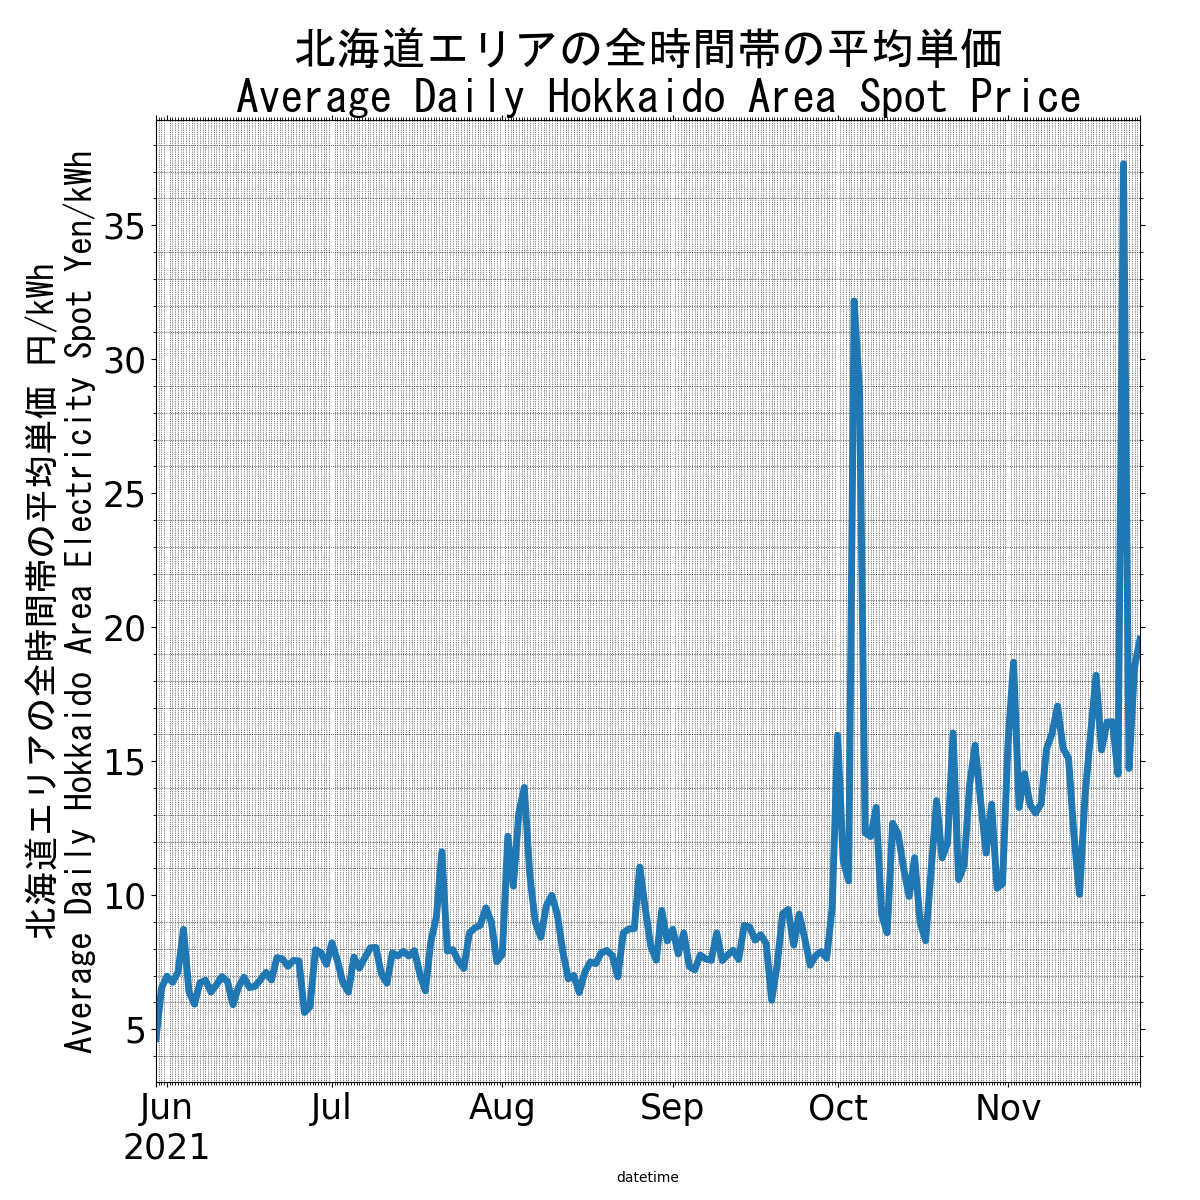 北海道エリアの全時間帯の平均単価
Average Daily Hokkaido Area Spot Price
北海道エリアの全時間帯の平均単価 円/kWh
Average Daily Hokkaido Area Electricity Spot Yen/kWh
35
30
25
20
15
10
5
Jun Jul Aug Sep Oct Nov
2021
datetime